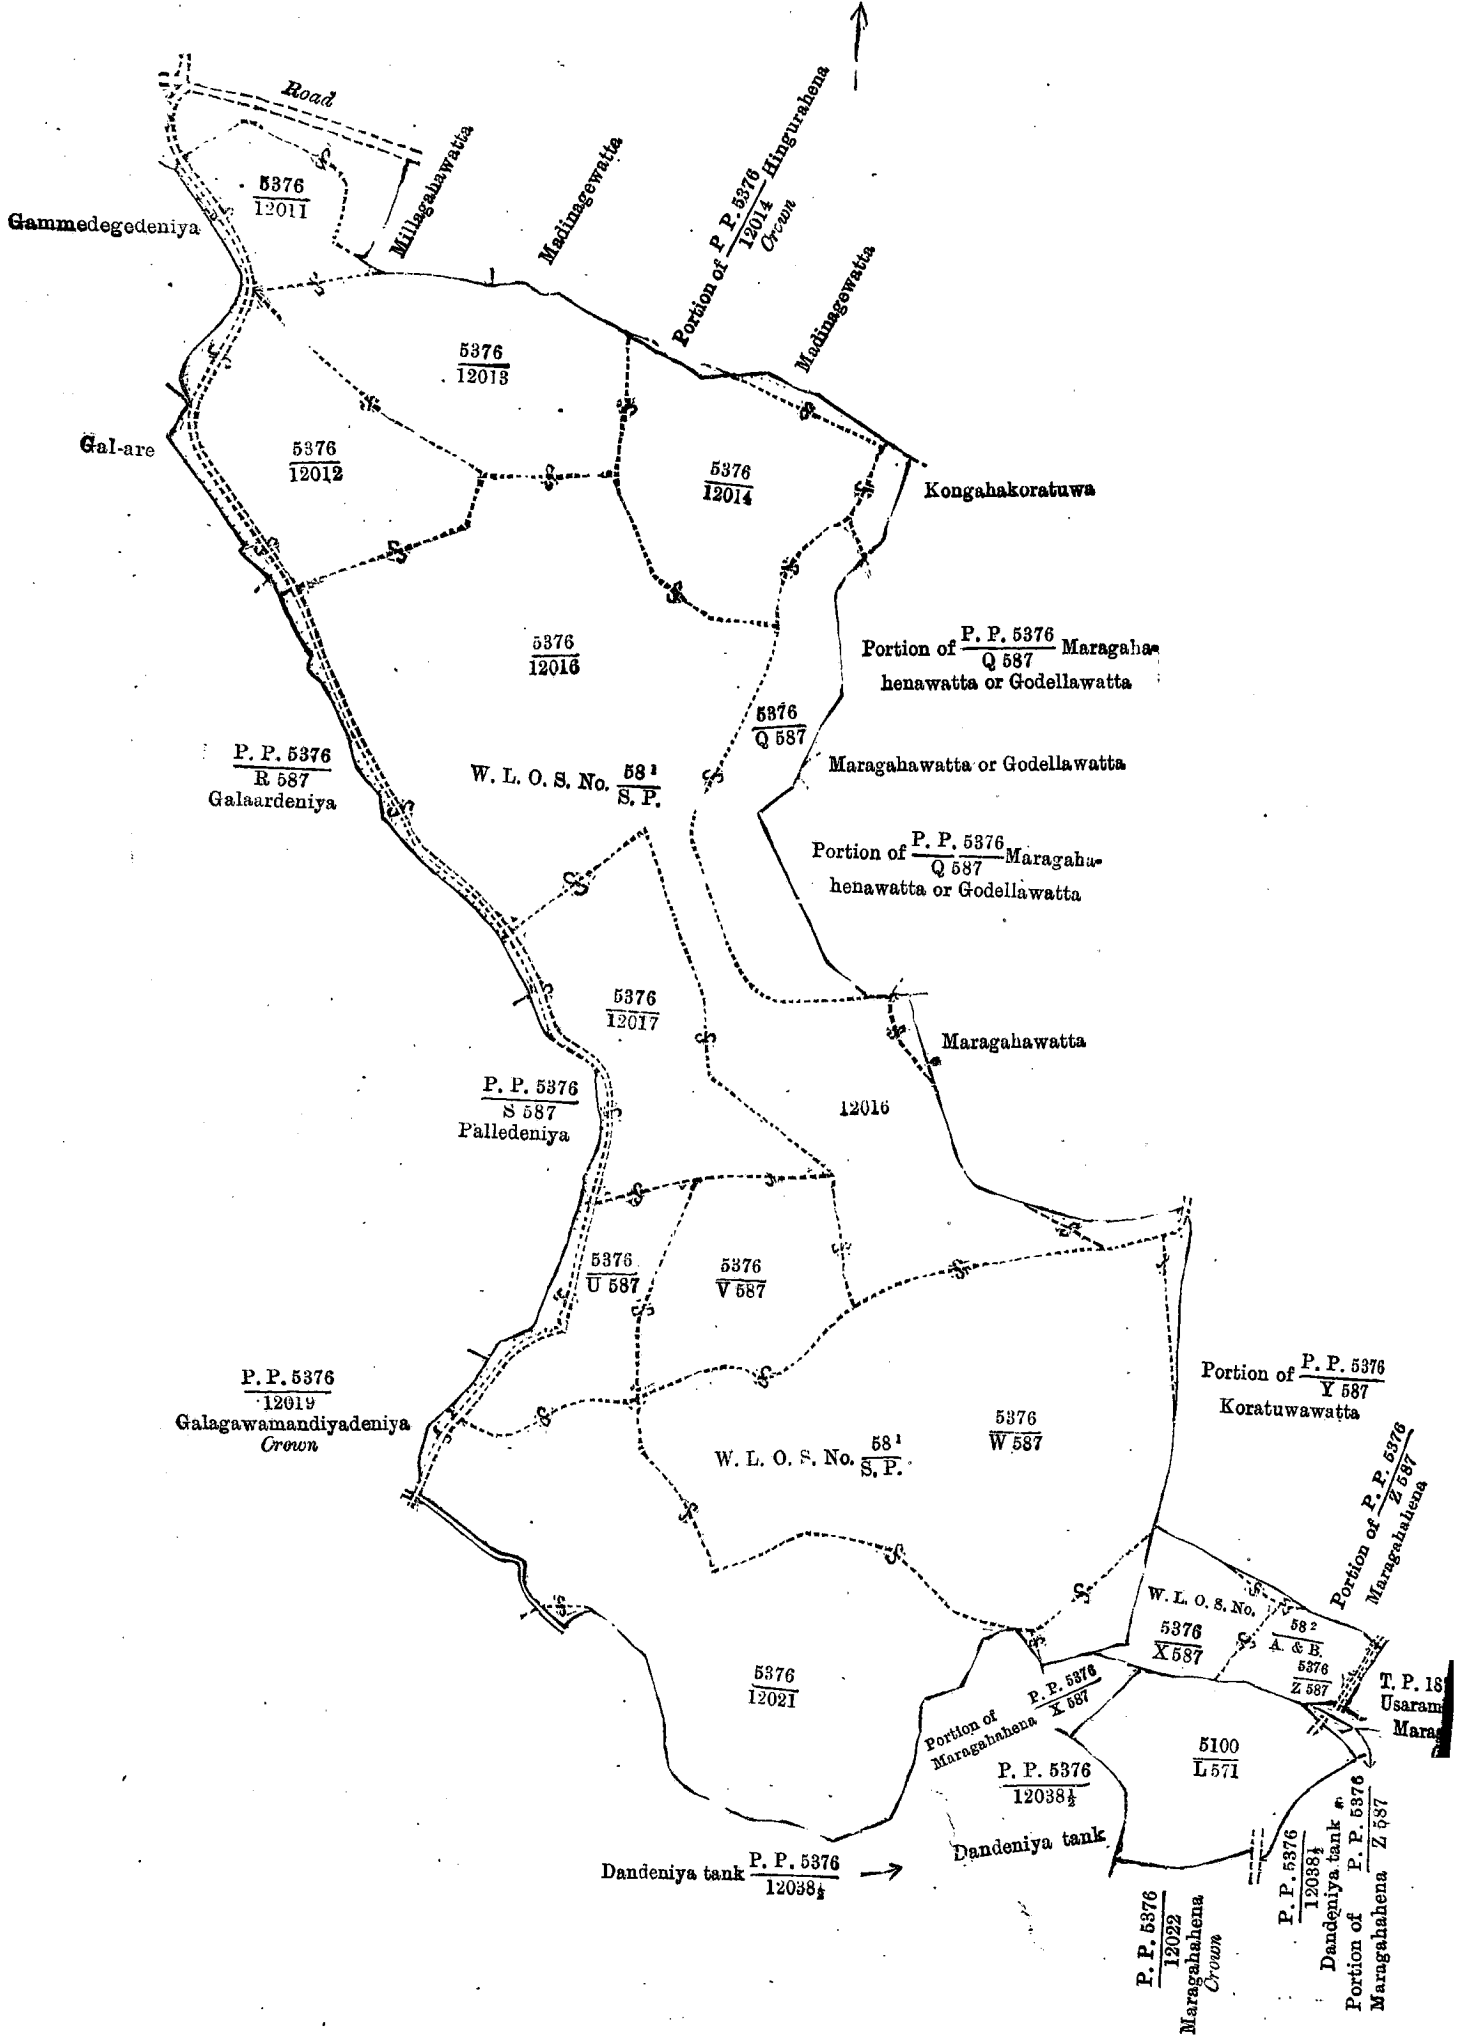 Road
5376
12011
Gammedegedeniya
Millagahawatta
Madinagewatta
Portion of P P. 5376 Hingurahena
12014
Crown
Madinagewatta
5376
12013
Gal-are
5376
12012
5376
12014
Kongahakoratuwa
5376
12016
Portion of P. P. 5376 Maragaha-
Q 587
henawatta or Godellawatta
5376
Q 587
P. P. 5376
R 587
Galaardeniya
W. L. O. S. No. 58¹
S. P.
Maragahawatta or Godellawatta
Portion of P. P. 5376 Maragaha-
Q 587
henawatta or Godellawatta
5376
12017
Maragahawatta
P. P. 5376
S 587
Palledeniya
12016
5376
U 587
5376
V 587
P. P. 5376
12019
Galagawamandiyadeniya
Crown
Portion of P. P. 5376
Y 587
Koratuwawatta
5376
W 587
W. L. O. S. No. 58¹
S. P.
Portion of P. P. 5376
Z 587
Maragahahena
W. L. O. S. No.
58²
A. & B.
5376
X 587
5376
Z 587
5376
12021
Portion of P. P. 5376
Maragahahena X 587
T. P. 18
Usaram
Mara
5100
L 571
P. P. 5376
12038½
Dandeniya tank
Dandeniya tank P. P. 5376
12038½
P. P. 5376
12022
Maragahahena
Crown
P. P. 5376
12038½
Dandeniya tank
Portion of P. P. 5376
Maragahahena Z 587